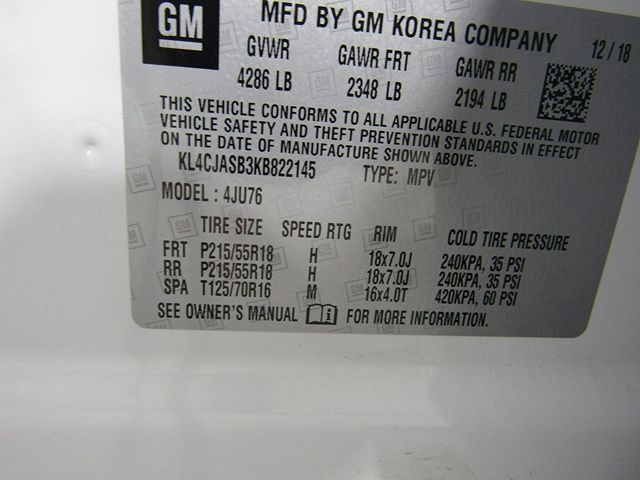 GM MFD BY GM KOREA COMPANY 12/18
GVWR GAWR FRT GAWR RR
4286 LB 2348 LB 2194 LB
THIS VEHICLE CONFORMS TO ALL APPLICABLE U.S. FEDERAL MOTOR
VEHICLE SAFETY AND THEFT PREVENTION STANDARDS IN EFFECT
ON THE DATE OF MANUFACTURE SHOWN ABOVE.
KL4CJASB3KB822145 TYPE: MPV
MODEL : 4JU76
TIRE SIZE SPEED RTG RIM COLD TIRE PRESSURE
FRT P215/55R18 H 18x7.0J 240KPA, 35 PSI
RR P215/55R18 H 18x7.0J 240KPA, 35 PSI
SPA T125/70R16 M 16x4.0T 420KPA, 60 PSI
SEE OWNER'S MANUAL FOR MORE INFORMATION.